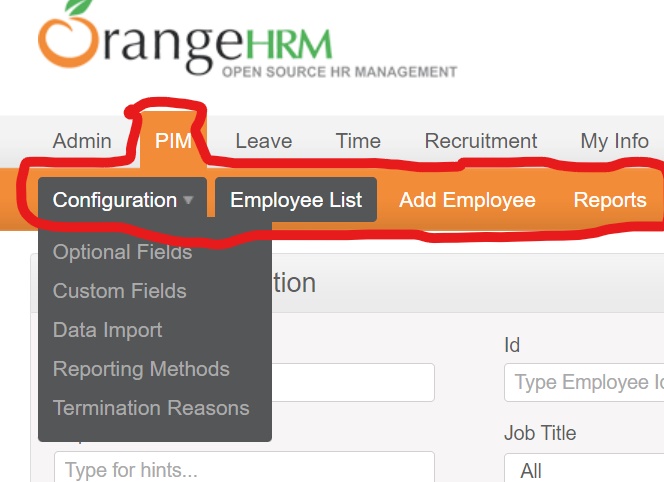 OrangeHRM
OPEN SOURCE HR MANAGEMENT
Admin PIM Leave Time Recruitment My Info
Configuration Employee List Add Employee Reports
Optional Fields
Custom Fields
Data Import
Reporting Methods
Termination Reasons
tion
Id
Type Employee Id
Job Title
Type for hints...
All